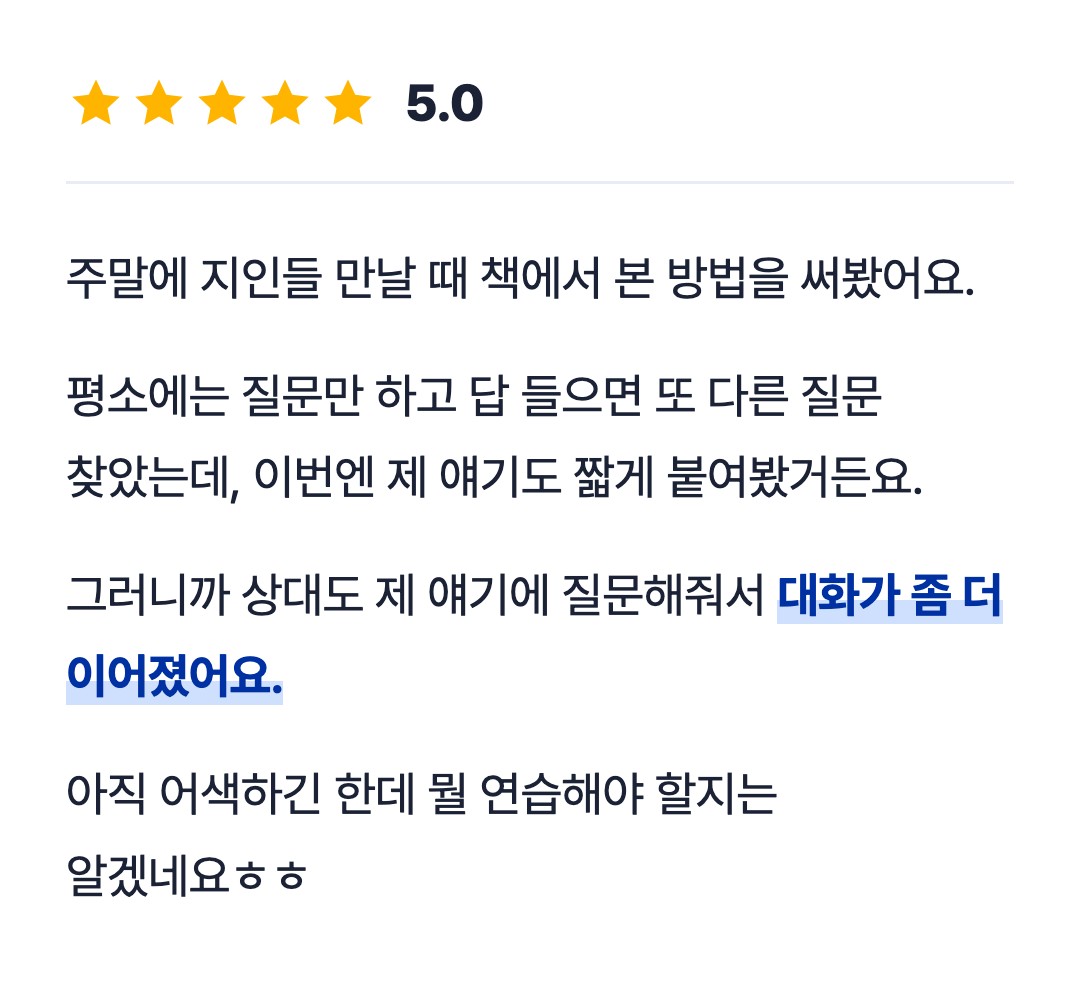 5.0
주말에 지인들 만날 때 책에서 본 방법을 써봤어요.
평소에는 질문만 하고 답 들으면 또 다른 질문
찾았는데, 이번엔 제 얘기도 짧게 붙여봤거든요.
그러니까 상대도 제 얘기에 질문해줘서 대화가 좀 더
이어졌어요.
아직 어색하긴 한데 뭘 연습해야 할지는
알겠네요ㅎㅎ